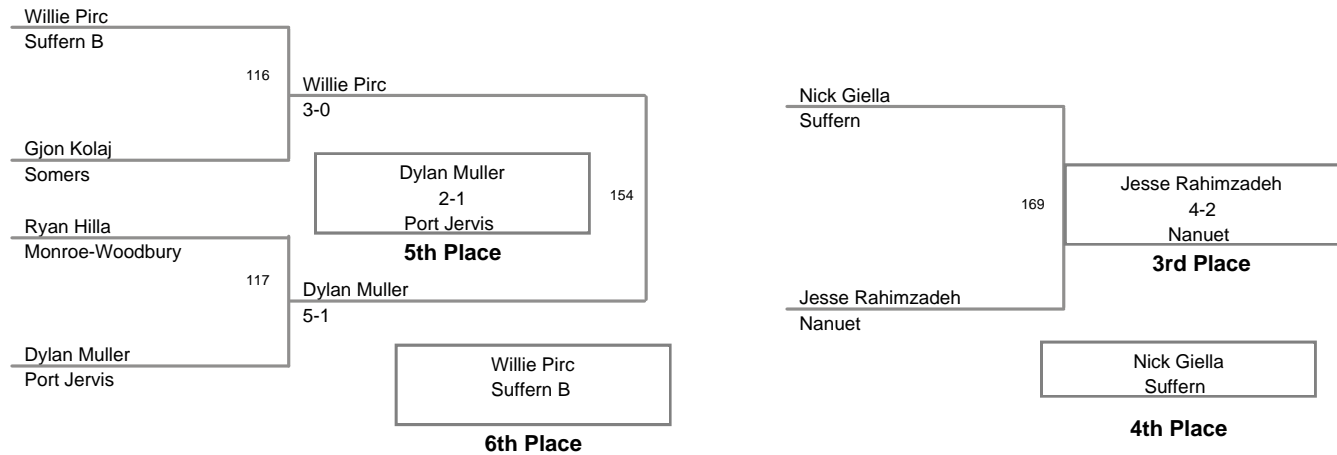 Willie Pirc
Suffern B
116
Willie Pirc
3-0
Gjon Kolaj
Somers
Dylan Muller
2-1
Port Jervis
5th Place
154
Ryan Hilla
Monroe-Woodbury
117
Dylan Muller
5-1
Dylan Muller
Port Jervis
Willie Pirc
Suffern B
6th Place
Nick Giella
Suffern
169
Jesse Rahimzadeh
4-2
Nanuet
3rd Place
Jesse Rahimzadeh
Nanuet
Nick Giella
Suffern
4th Place